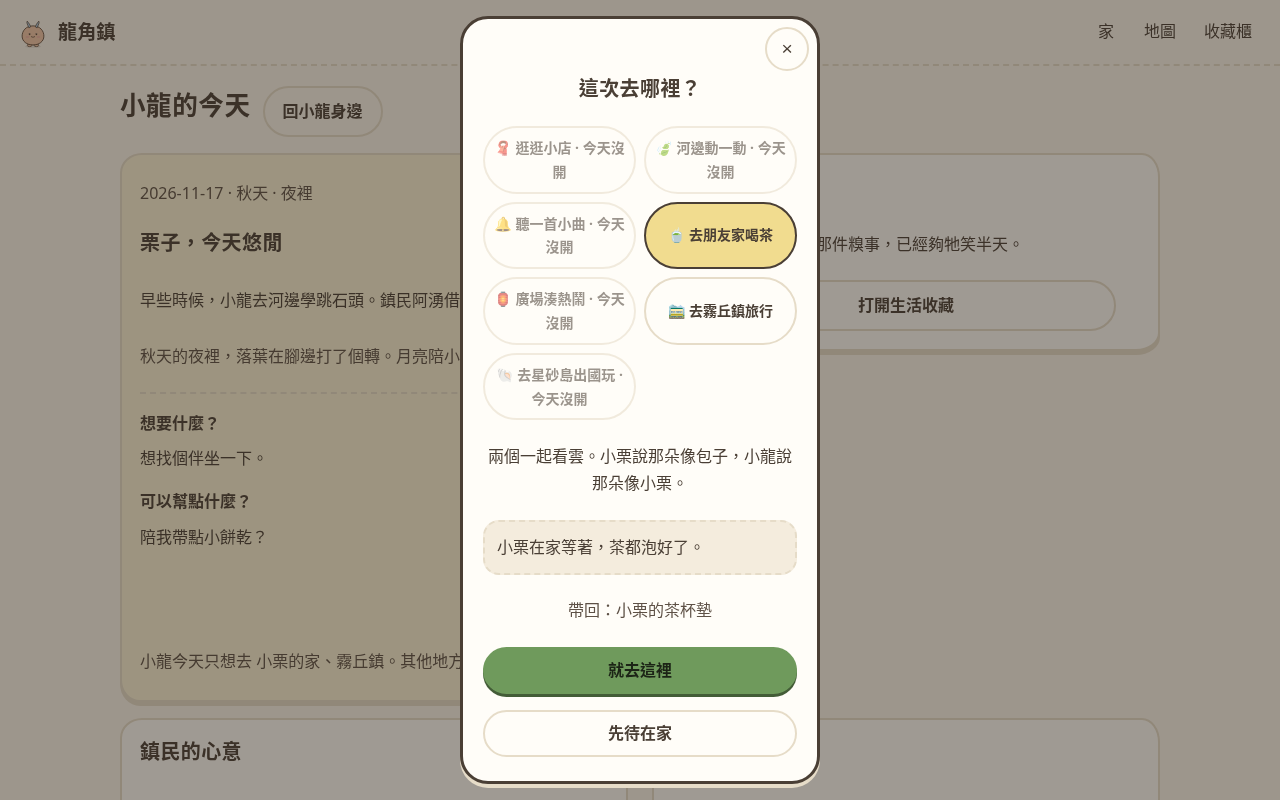 龍角鎮
家
地圖
收藏櫃
小龍的今天
回小龍身邊
2026-11-17 · 秋天 · 夜裡
栗子，今天悠閒
早些時候，小龍去河邊學跳石頭。鎮民阿湧借
秋天的夜裡，落葉在腳邊打了個轉。月亮陪小
想要什麼？
想找個伴坐一下。
可以幫點什麼？
陪我帶點小餅乾？
小龍今天只想去 小栗的家、霧丘鎮。其他地方
鎮民的心意
那件糗事，已經夠牠笑半天。
打開生活收藏
×
這次去哪裡？
逛逛小店 · 今天沒
開
河邊動一動 · 今天
沒開
聽一首小曲 · 今天
沒開
去朋友家喝茶
廣場湊熱鬧 · 今天
沒開
去霧丘鎮旅行
去星砂島出國玩 ·
今天沒開
兩個一起看雲。小栗說那朵像包子，小龍說
那朵像小栗。
小栗在家等著，茶都泡好了。
帶回：小栗的茶杯墊
就去這裡
先待在家